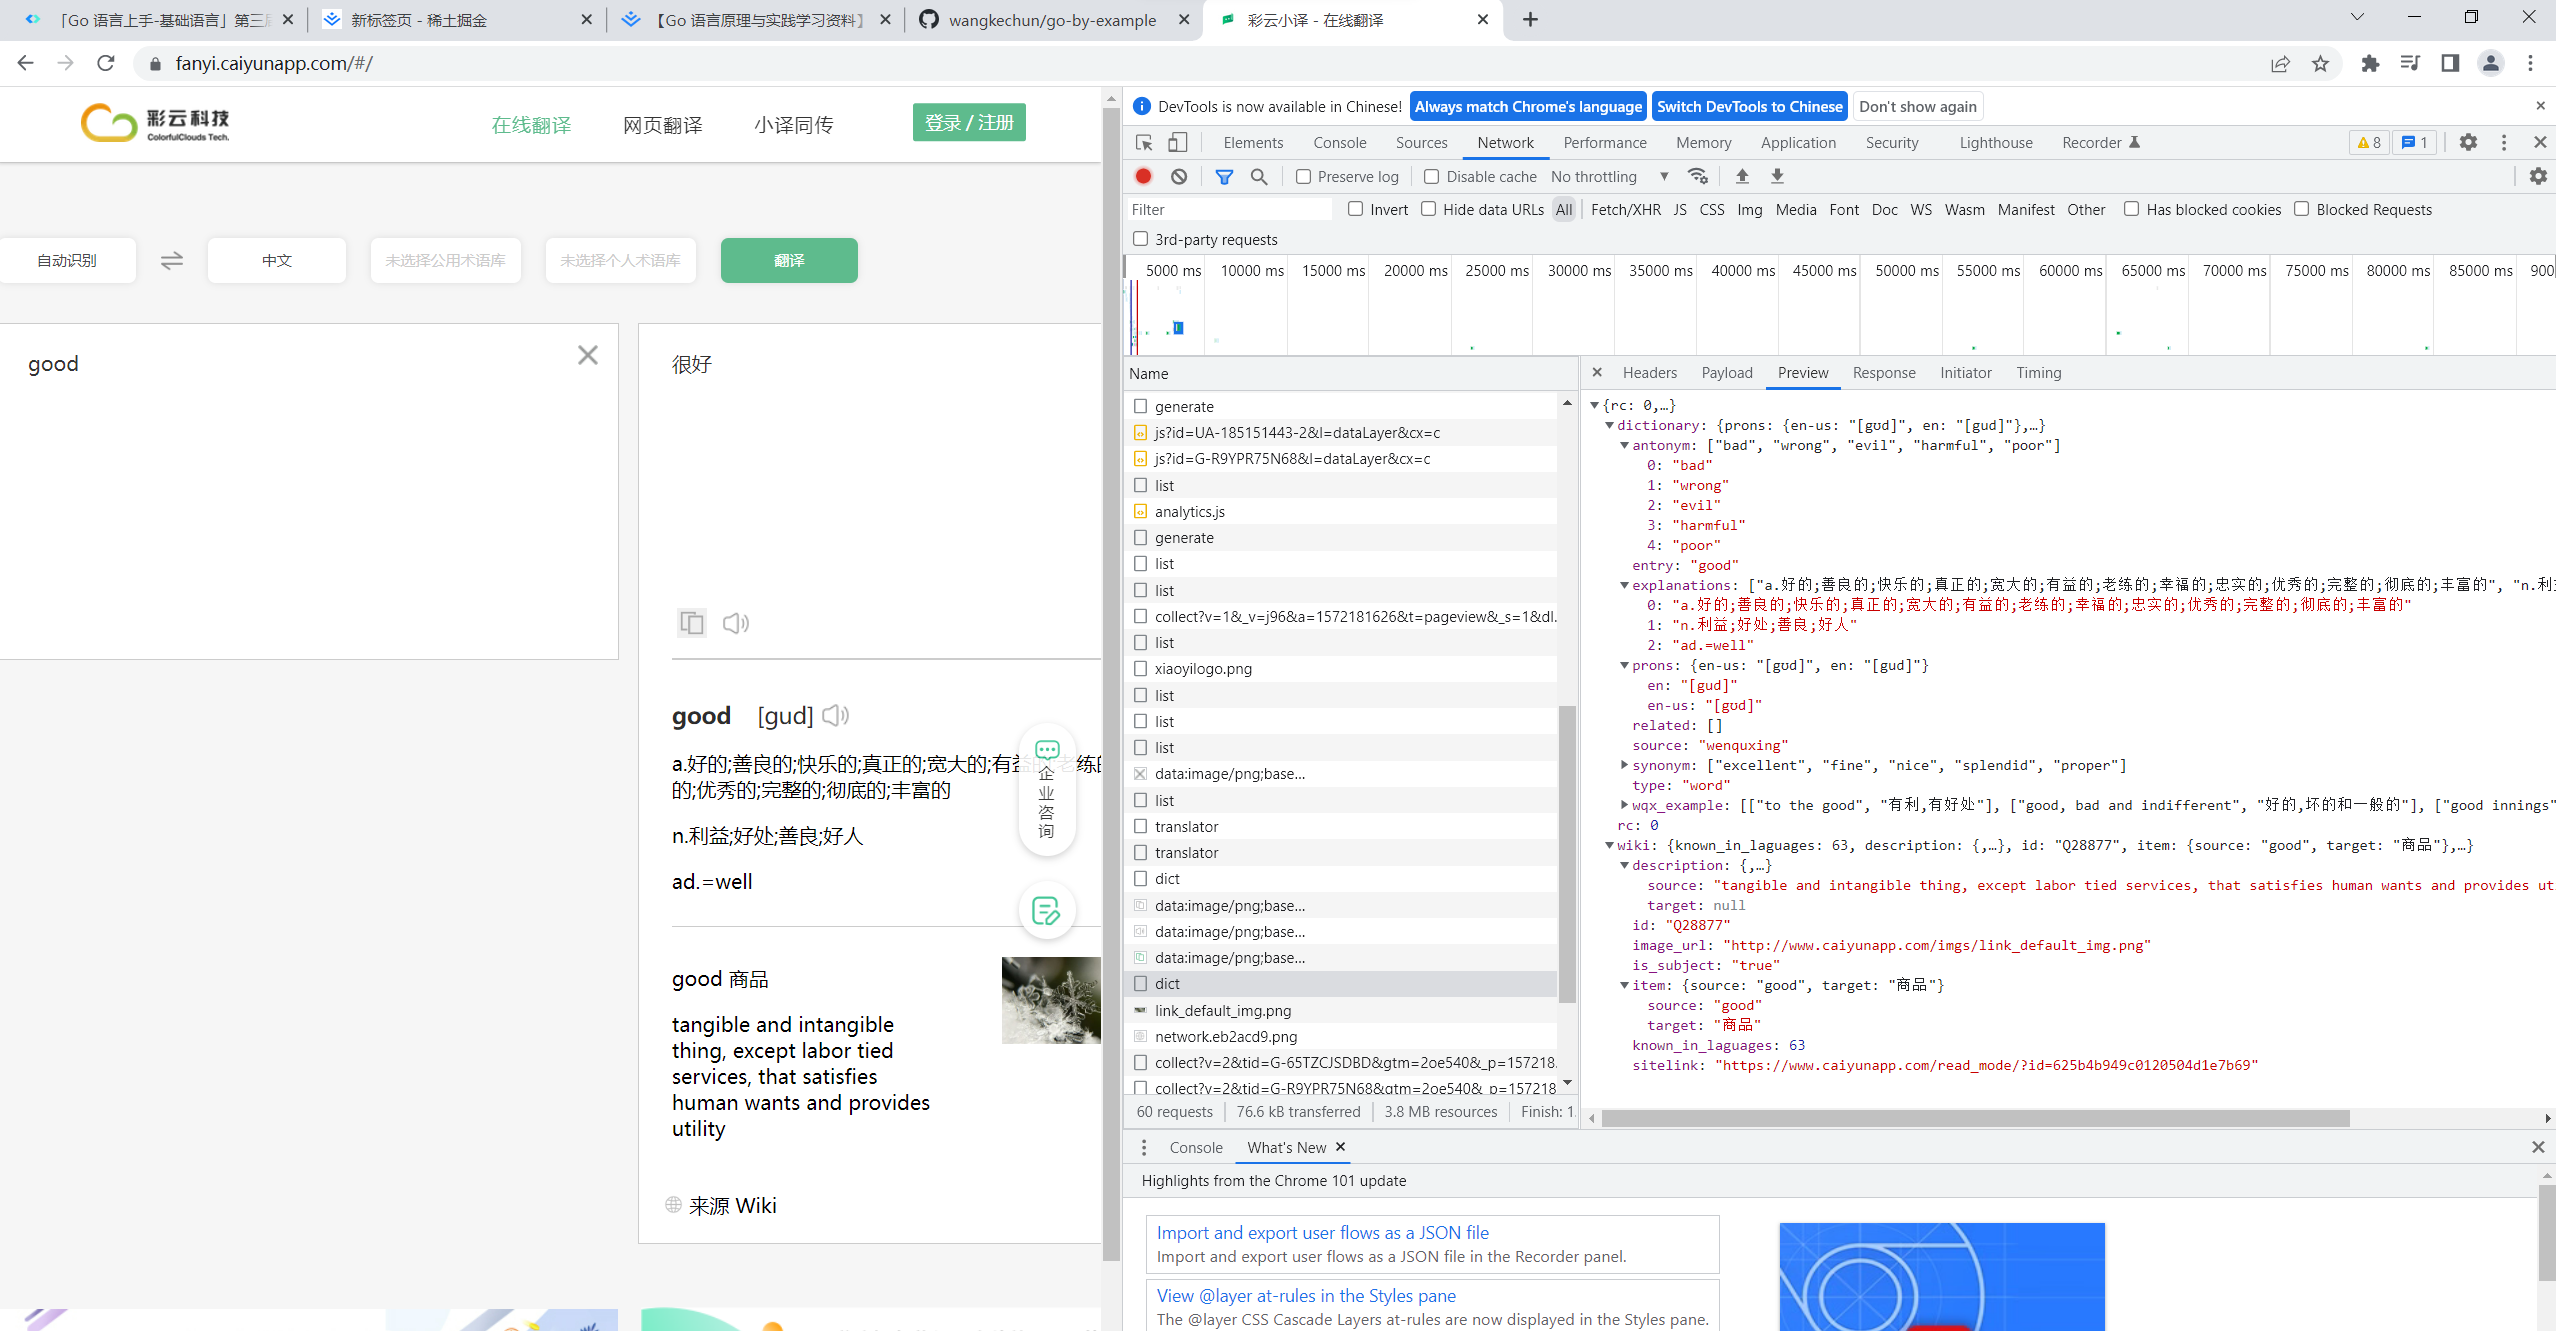 「Go 语言上手-基础语言」第三届
新标签页 - 稀土掘金
【Go 语言原理与实践学习资料】
wangkechun/go-by-example
彩云小译 - 在线翻译
fanyi.caiyunapp.com/#/
彩云科技
ColorfulClouds Tech.
在线翻译
网页翻译
小译同传
登录 / 注册
自动识别
中文
未选择公用术语库
未选择个人术语库
翻译
good
很好
good [gud]
a.好的;善良的;快乐的;真正的;宽大的;有益的;老练的
的;优秀的;完整的;彻底的;丰富的
n.利益;好处;善良;好人
ad.=well
企业咨询
good 商品
tangible and intangible
thing, except labor tied
services, that satisfies
human wants and provides
utility
来源 Wiki
DevTools is now available in Chinese! Always match Chrome's language Switch DevTools to Chinese Don't show again
Elements Console Sources Network Performance Memory Application Security Lighthouse Recorder 8 1
Preserve log Disable cache No throttling
Filter Invert Hide data URLs All Fetch/XHR JS CSS Img Media Font Doc WS Wasm Manifest Other Has blocked cookies Blocked Requests
3rd-party requests
5000 ms 10000 ms 15000 ms 20000 ms 25000 ms 30000 ms 35000 ms 40000 ms 45000 ms 50000 ms 55000 ms 60000 ms 65000 ms 70000 ms 75000 ms 80000 ms 85000 ms 900
Name
generate
js?id=UA-185151443-2&l=dataLayer&cx=c
js?id=G-R9YPR75N68&l=dataLayer&cx=c
list
analytics.js
generate
list
list
collect?v=1&_v=j96&a=1572181626&t=pageview&_s=1&dl.
list
xiaoyilogo.png
list
list
list
data:image/png;base...
list
translator
translator
dict
data:image/png;base...
data:image/png;base...
data:image/png;base...
dict
link_default_img.png
network.eb2acd9.png
collect?v=2&tid=G-65TZCJSDBD&gtm=2oe540&_p=157218.
collect?v=2&tid=G-R9YPR75N68&gtm=2oe540&_p=157218
60 requests 76.6 kB transferred 3.8 MB resources Finish: 1.
Headers Payload Preview Response Initiator Timing
{rc: 0,…}
dictionary: {prons: {en-us: "[gʊd]", en: "[gud]"},…}
antonym: ["bad", "wrong", "evil", "harmful", "poor"]
0: "bad"
1: "wrong"
2: "evil"
3: "harmful"
4: "poor"
entry: "good"
explanations: ["a.好的;善良的;快乐的;真正的;宽大的;有益的;老练的;幸福的;忠实的;优秀的;完整的;彻底的;丰富的", "n.利益
0: "a.好的;善良的;快乐的;真正的;宽大的;有益的;老练的;幸福的;忠实的;优秀的;完整的;彻底的;丰富的"
1: "n.利益;好处;善良;好人"
2: "ad.=well"
prons: {en-us: "[gʊd]", en: "[gud]"}
en: "[gud]"
en-us: "[gʊd]"
related: []
source: "wenquxing"
synonym: ["excellent", "fine", "nice", "splendid", "proper"]
type: "word"
wqx_example: [["to the good", "有利,有好处"], ["good, bad and indifferent", "好的,坏的和一般的"], ["good innings"
rc: 0
wiki: {known_in_laguages: 63, description: {,…}, id: "Q28877", item: {source: "good", target: "商品"},…}
description: {,…}
source: "tangible and intangible thing, except labor tied services, that satisfies human wants and provides ut
target: null
id: "Q28877"
image_url: "http://www.caiyunapp.com/imgs/link_default_img.png"
is_subject: "true"
item: {source: "good", target: "商品"}
source: "good"
target: "商品"
known_in_laguages: 63
sitelink: "https://www.caiyunapp.com/read_mode/?id=625b4b949c0120504d1e7b69"
Console What's New
Highlights from the Chrome 101 update
Import and export user flows as a JSON file
Import and export user flows as a JSON file in the Recorder panel.
View @layer at-rules in the Styles pane
The @layer CSS Cascade Layers at-rules are now displayed in the Styles pane.